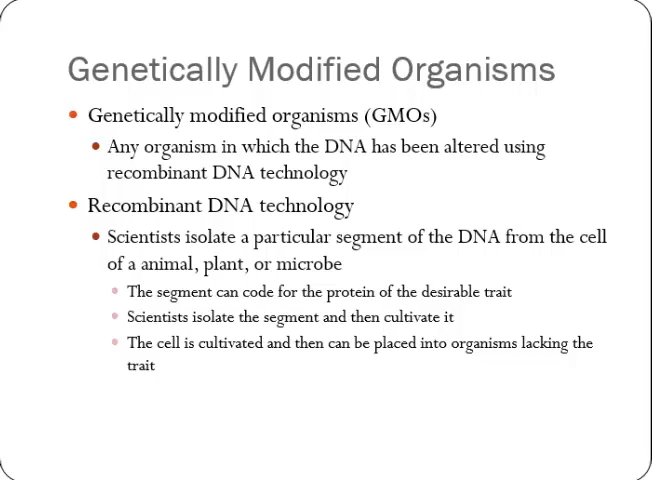 Genetically Modified Organisms
Genetically modified organisms (GMOs)
Any organism in which the DNA has been altered using
recombinant DNA technology
Recombinant DNA technology
Scientists isolate a particular segment of the DNA from the cell
of a animal, plant, or microbe
The segment can code for the protein of the desirable trait
Scientists isolate the segment and then cultivate it
The cell is cultivated and then can be placed into organisms lacking the
trait